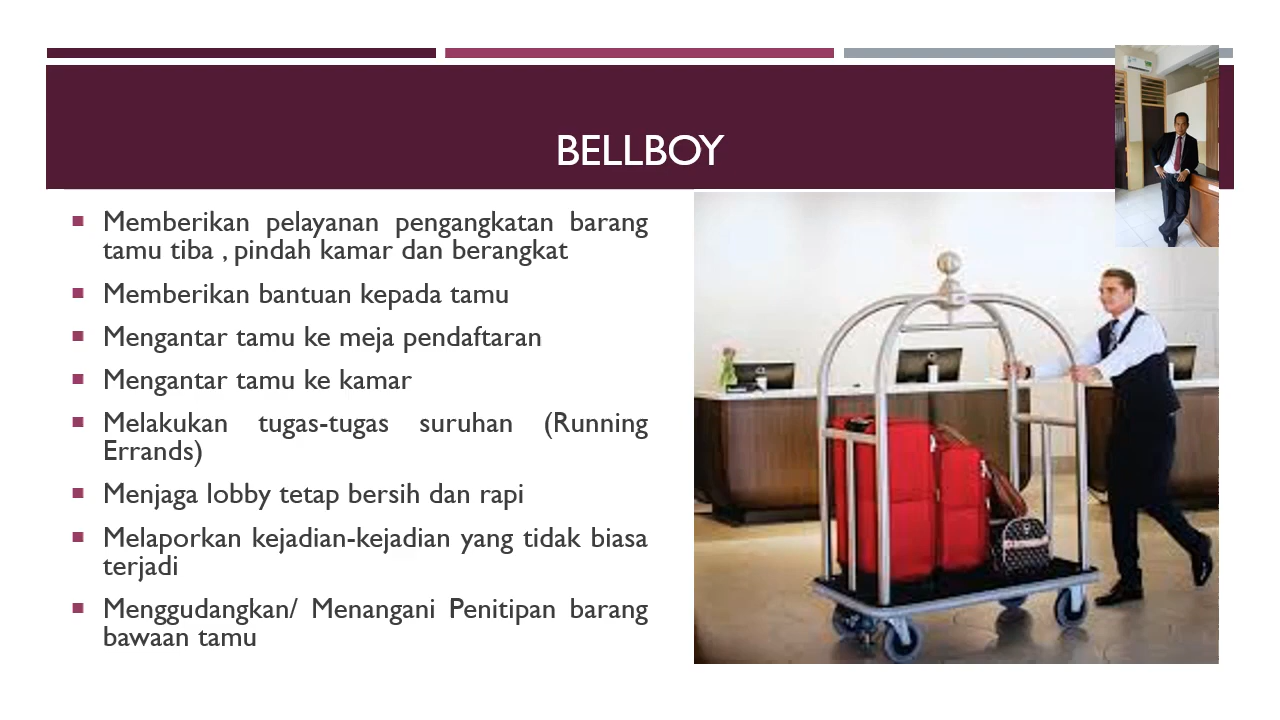 BELLBOY
Memberikan pelayanan pengangkatan barang
tamu tiba , pindah kamar dan berangkat
Memberikan bantuan kepada tamu
Mengantar tamu ke meja pendaftaran
Mengantar tamu ke kamar
Melakukan tugas-tugas suruhan (Running
Errands)
Menjaga lobby tetap bersih dan rapi
Melaporkan kejadian-kejadian yang tidak biasa
terjadi
Menggudangkan/ Menangani Penitipan barang
bawaan tamu